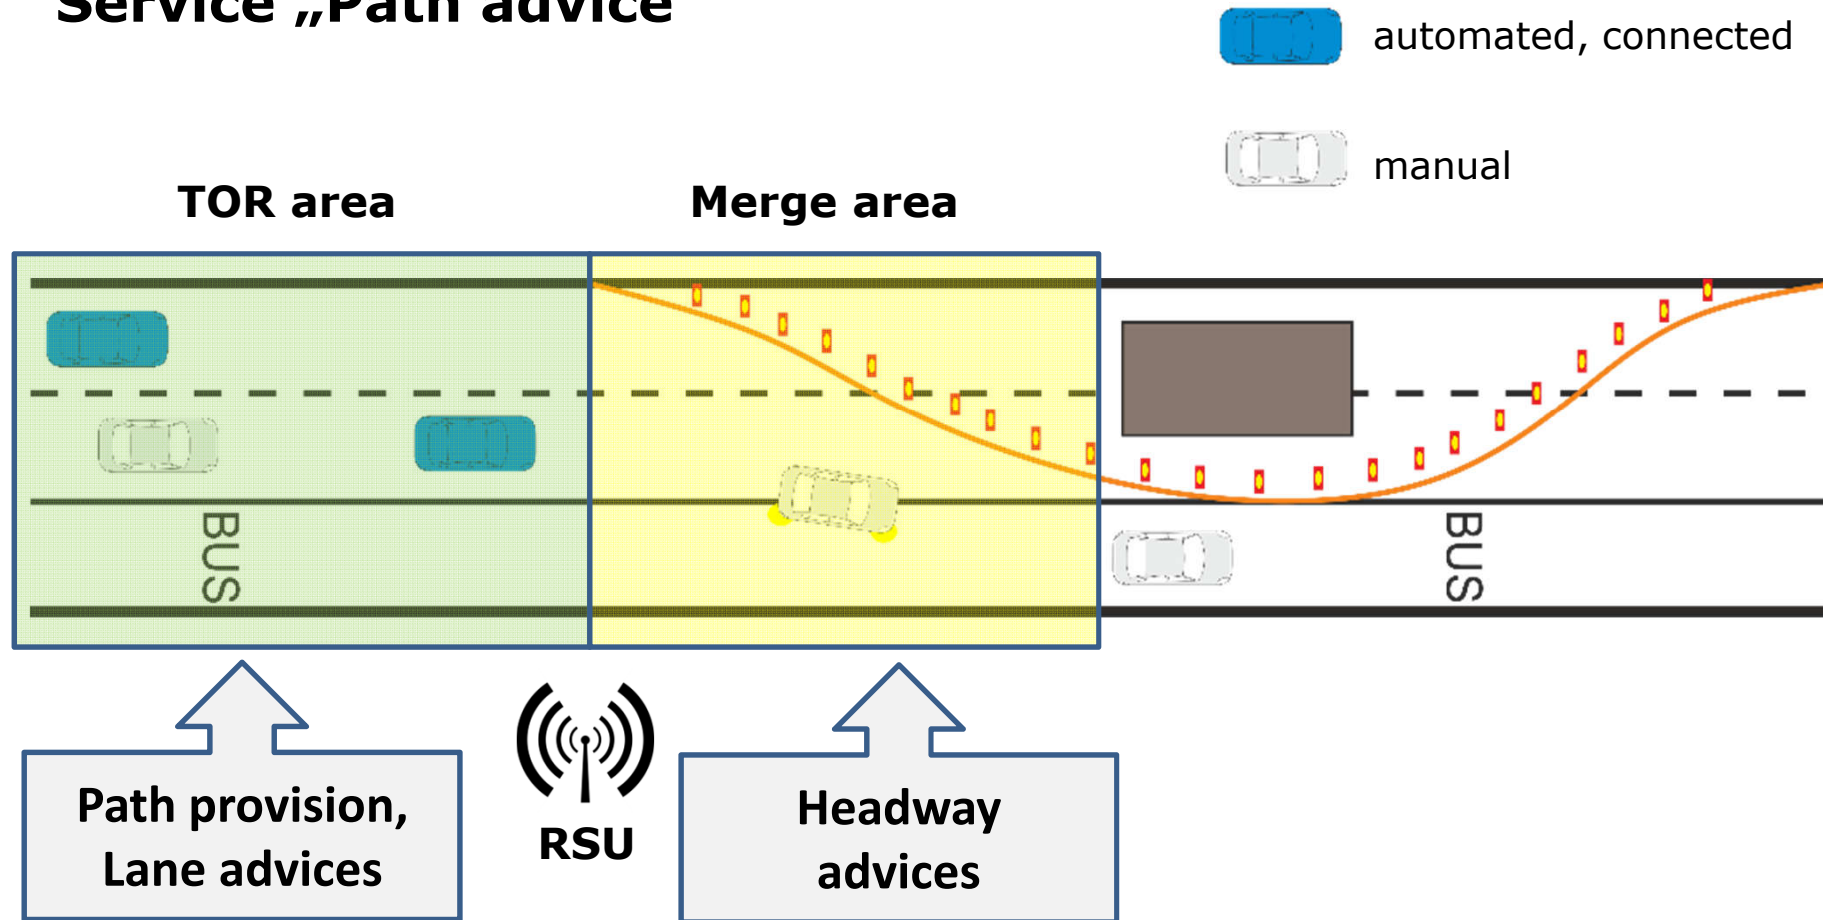 Service „Path advice
automated, connected
manual
TOR area
Merge area
BUS
BUS
Path provision,
Lane advices
RSU
Headway
advices